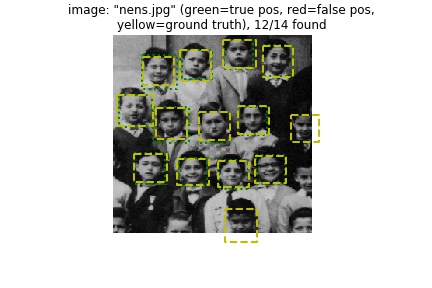 image: "nens.jpg" (green=true pos, red=false pos,
yellow=ground truth), 12/14 found